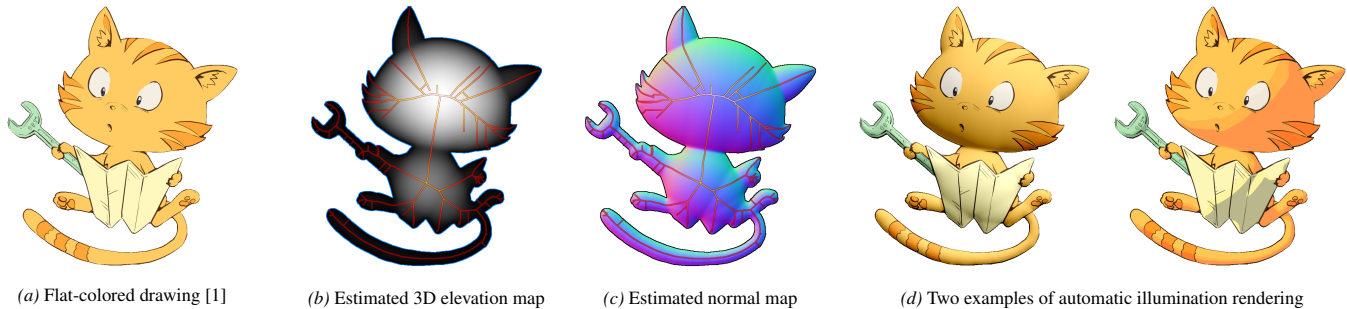 (a) Flat-colored drawing [1]
(b) Estimated 3D elevation map
(c) Estimated normal map
(d) Two examples of automatic illumination rendering